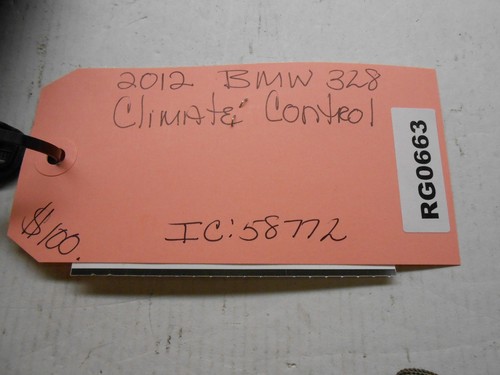 2012 BMW 328
Climate Control
RG0663
$100.
IC:58772